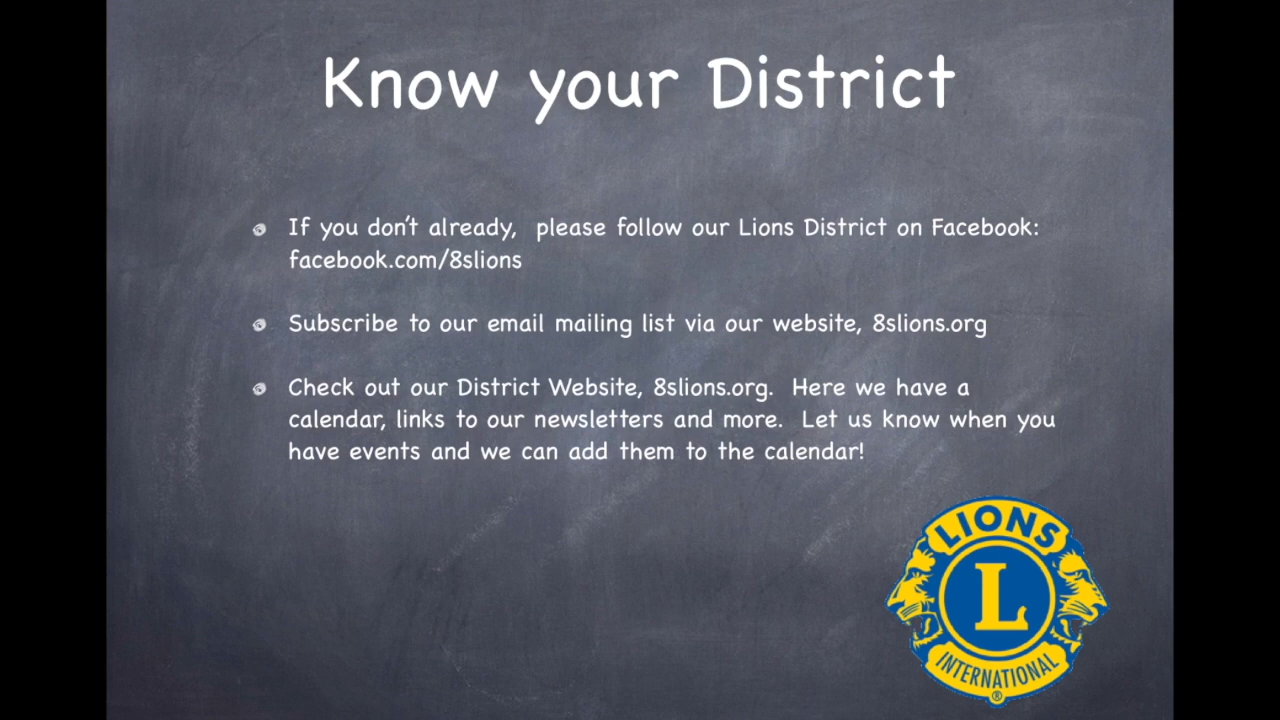 Know your District
If you don't already,  please follow our Lions District on Facebook:
facebook.com/8slions
Subscribe to our email mailing list via our website, 8slions.org
Check out our District Website, 8slions.org.  Here we have a
calendar, links to our newsletters and more.  Let us know when you
have events and we can add them to the calendar!
LIONS
L
INTERNATIONAL
®